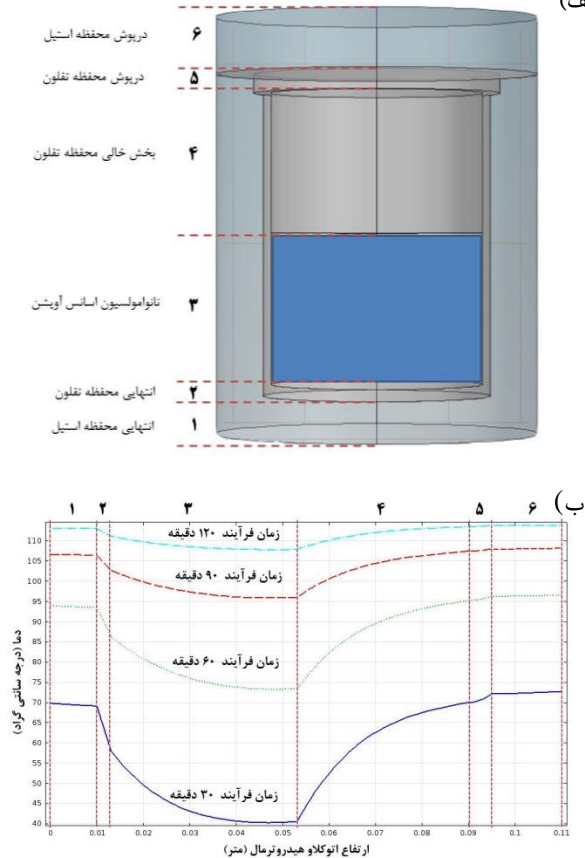 الف)
۶ درپوش محفظه استیل
۵ درپوش محفظه تفلون
۴ بخش خالی محفظه تفلون
۳ نانوامولسیون اسانس آویشن
۲ انتهایی محفظه تفلون
۱ انتهایی محفظه استیل
ب)
۱ ۲ ۳ ۴ ۵ ۶
زمان فرآیند ۱۲۰ دقیقه
زمان فرآیند ۹۰ دقیقه
زمان فرآیند ۶۰ دقیقه
زمان فرآیند ۳۰ دقیقه
دما (درجه سانتی گراد)
110
105
100
95
90
85
80
75
70
65
60
55
50
45
40
0 0.01 0.02 0.03 0.04 0.05 0.06 0.07 0.08 0.09 0.1 0.11
ارتفاع اتوکلاو هیدروترمال (متر)